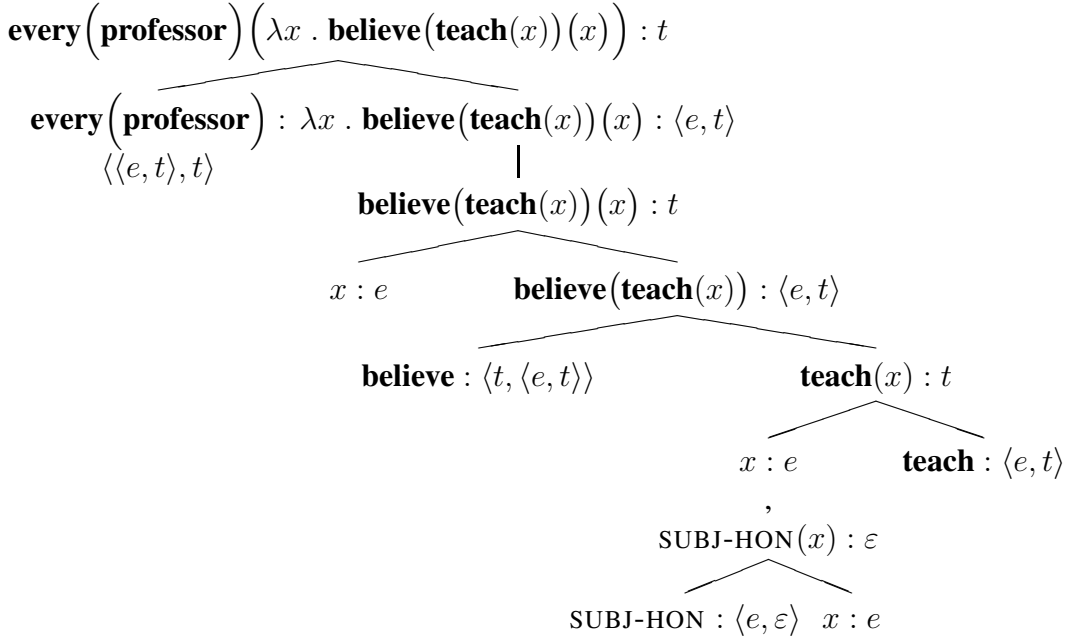 every(professor)(λx . believe(teach(x))(x)) : t
every(professor) : λx . believe(teach(x))(x) : ⟨e, t⟩
⟨⟨e, t⟩, t⟩
believe(teach(x))(x) : t
x : e believe(teach(x)) : ⟨e, t⟩
believe : ⟨t, ⟨e, t⟩⟩ teach(x) : t
x : e teach : ⟨e, t⟩
,
SUBJ-HON(x) : ε
SUBJ-HON : ⟨e, ε⟩ x : e